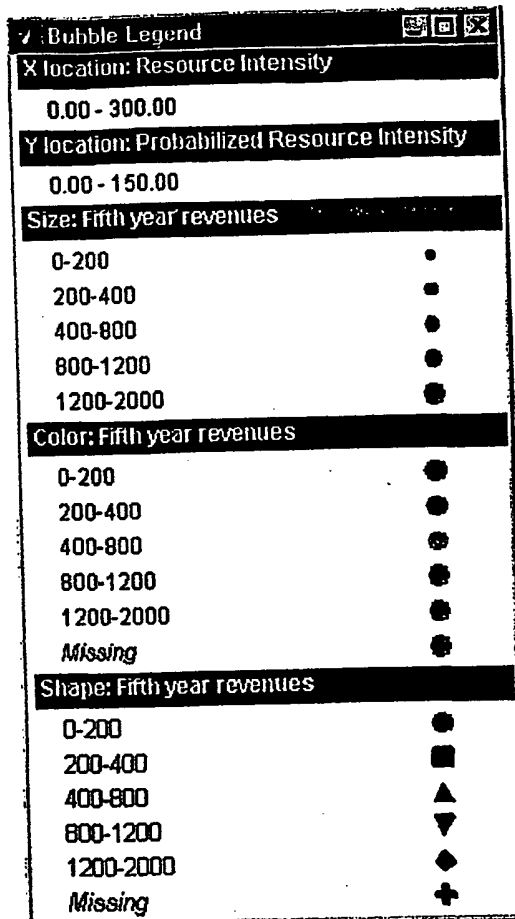 Bubble Legend
X location: Resource Intensity
0.00 - 300.00
Y location: Probabilized Resource Intensity
0.00 - 150.00
Size: Fifth year revenues
0-200
200-400
400-800
800-1200
1200-2000
Color: Fifth year revenues
0-200
200-400
400-800
800-1200
1200-2000
Missing
Shape: Fifth year revenues
0-200
200-400
400-800
800-1200
1200-2000
Missing